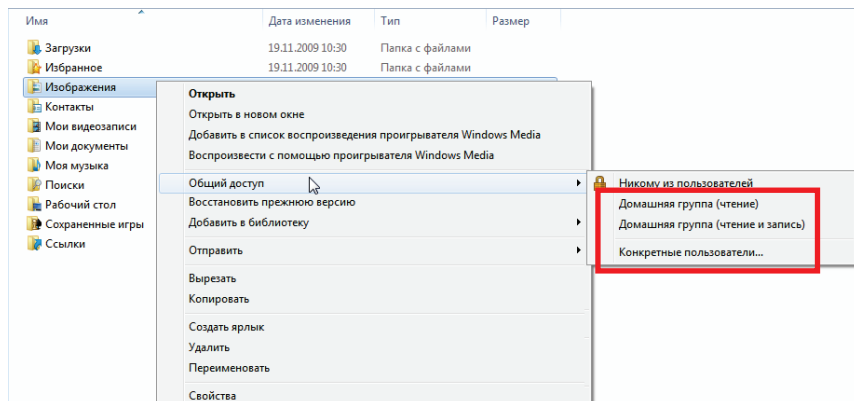 Имя Дата изменения Тип Размер
Загрузки 19.11.2009 10:30 Папка с файлами
Избранное 19.11.2009 10:30 Папка с файлами
Изображения
Контакты
Мои видеозаписи
Мои документы
Моя музыка
Поиски
Рабочий стол
Сохраненные игры
Ссылки
Открыть
Открыть в новом окне
Добавить в список воспроизведения проигрывателя Windows Media
Воспроизвести с помощью проигрывателя Windows Media
Общий доступ
Восстановить прежнюю версию
Добавить в библиотеку
Отправить
Вырезать
Копировать
Создать ярлык
Удалить
Переименовать
Свойства
Никому из пользователей
Домашняя группа (чтение)
Домашняя группа (чтение и запись)
Конкретные пользователи...